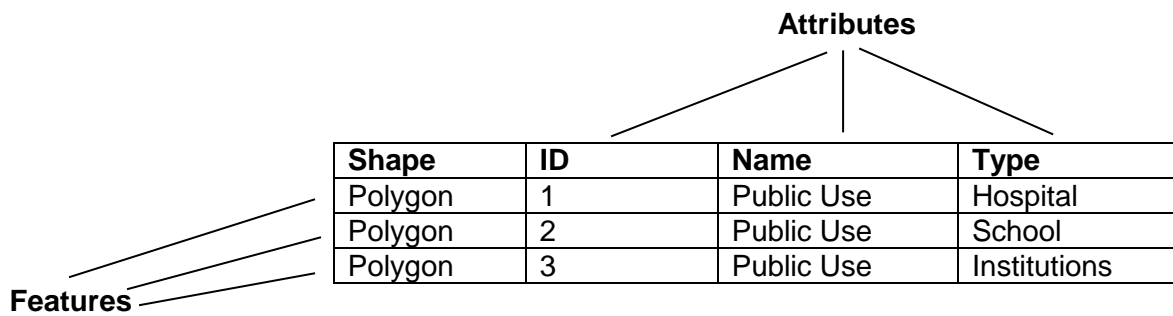 Attributes
Shape ID Name Type
Polygon 1 Public Use Hospital
Polygon 2 Public Use School
Polygon 3 Public Use Institutions
Features